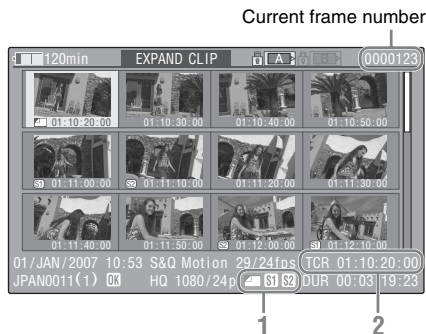 Current frame number
120min EXPAND CLIP A B 0000123
01:10:20:00 01:10:30:00 01:10:40:00 01:10:50:00
S1 01:11:00:00 S2 01:11:10:00 01:11:20:00 01:11:30:00
01:11:40:00 01:11:50:00 S2 01:12:00:00 S1 01:12:10:00
01/JAN/2007 10:53 S&Q Motion 29/24fps TCR 01:10:20:00
JPAN0011(1) OK HQ 1080/24p S1 S2 DUR 00:03:19:23
1 2